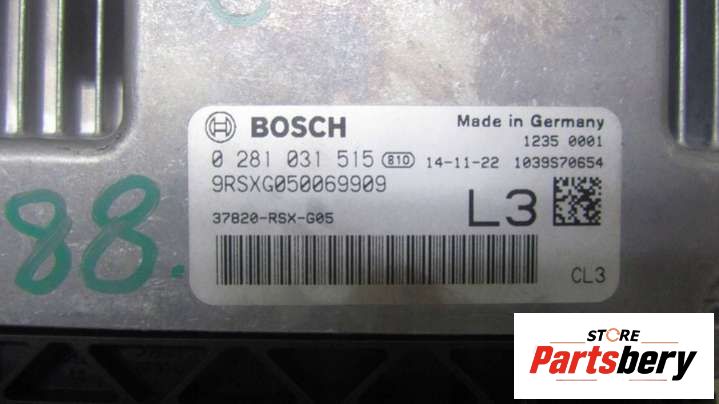 BOSCH
Made in Germany
1235 0001
0 281 031 515 810 14-11-22 1039S70654
9RSXG050069909
L3
37820-RSX-G05
CL3
88.
STORE
Partsbery